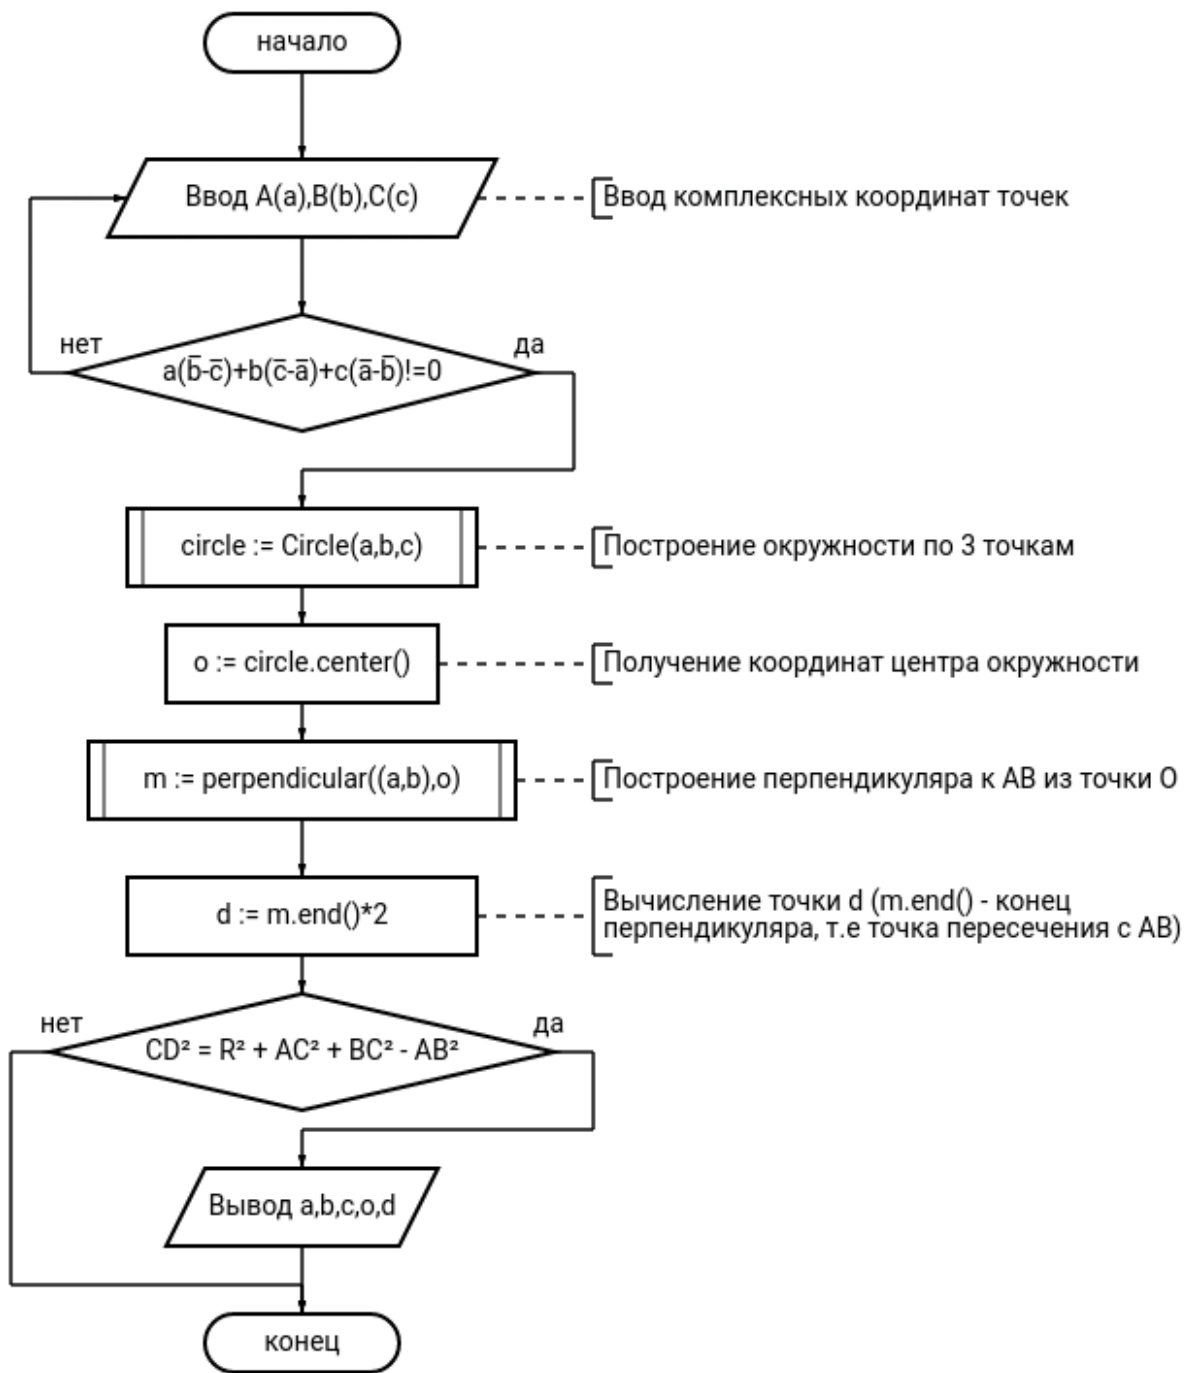 начало
Ввод A(a),B(b),C(c)
Ввод комплексных координат точек
нет
да
a(b̅-c̅)+b(c̅-a̅)+c(a̅-b̅)!=0
circle := Circle(a,b,c)
Построение окружности по 3 точкам
o := circle.center()
Получение координат центра окружности
m := perpendicular((a,b),o)
Построение перпендикуляра к AB из точки O
d := m.end()*2
Вычисление точки d (m.end() - конец
перпендикуляра, т.е точка пересечения с AB)
нет
да
CD² = R² + AC² + BC² - AB²
Вывод a,b,c,o,d
конец